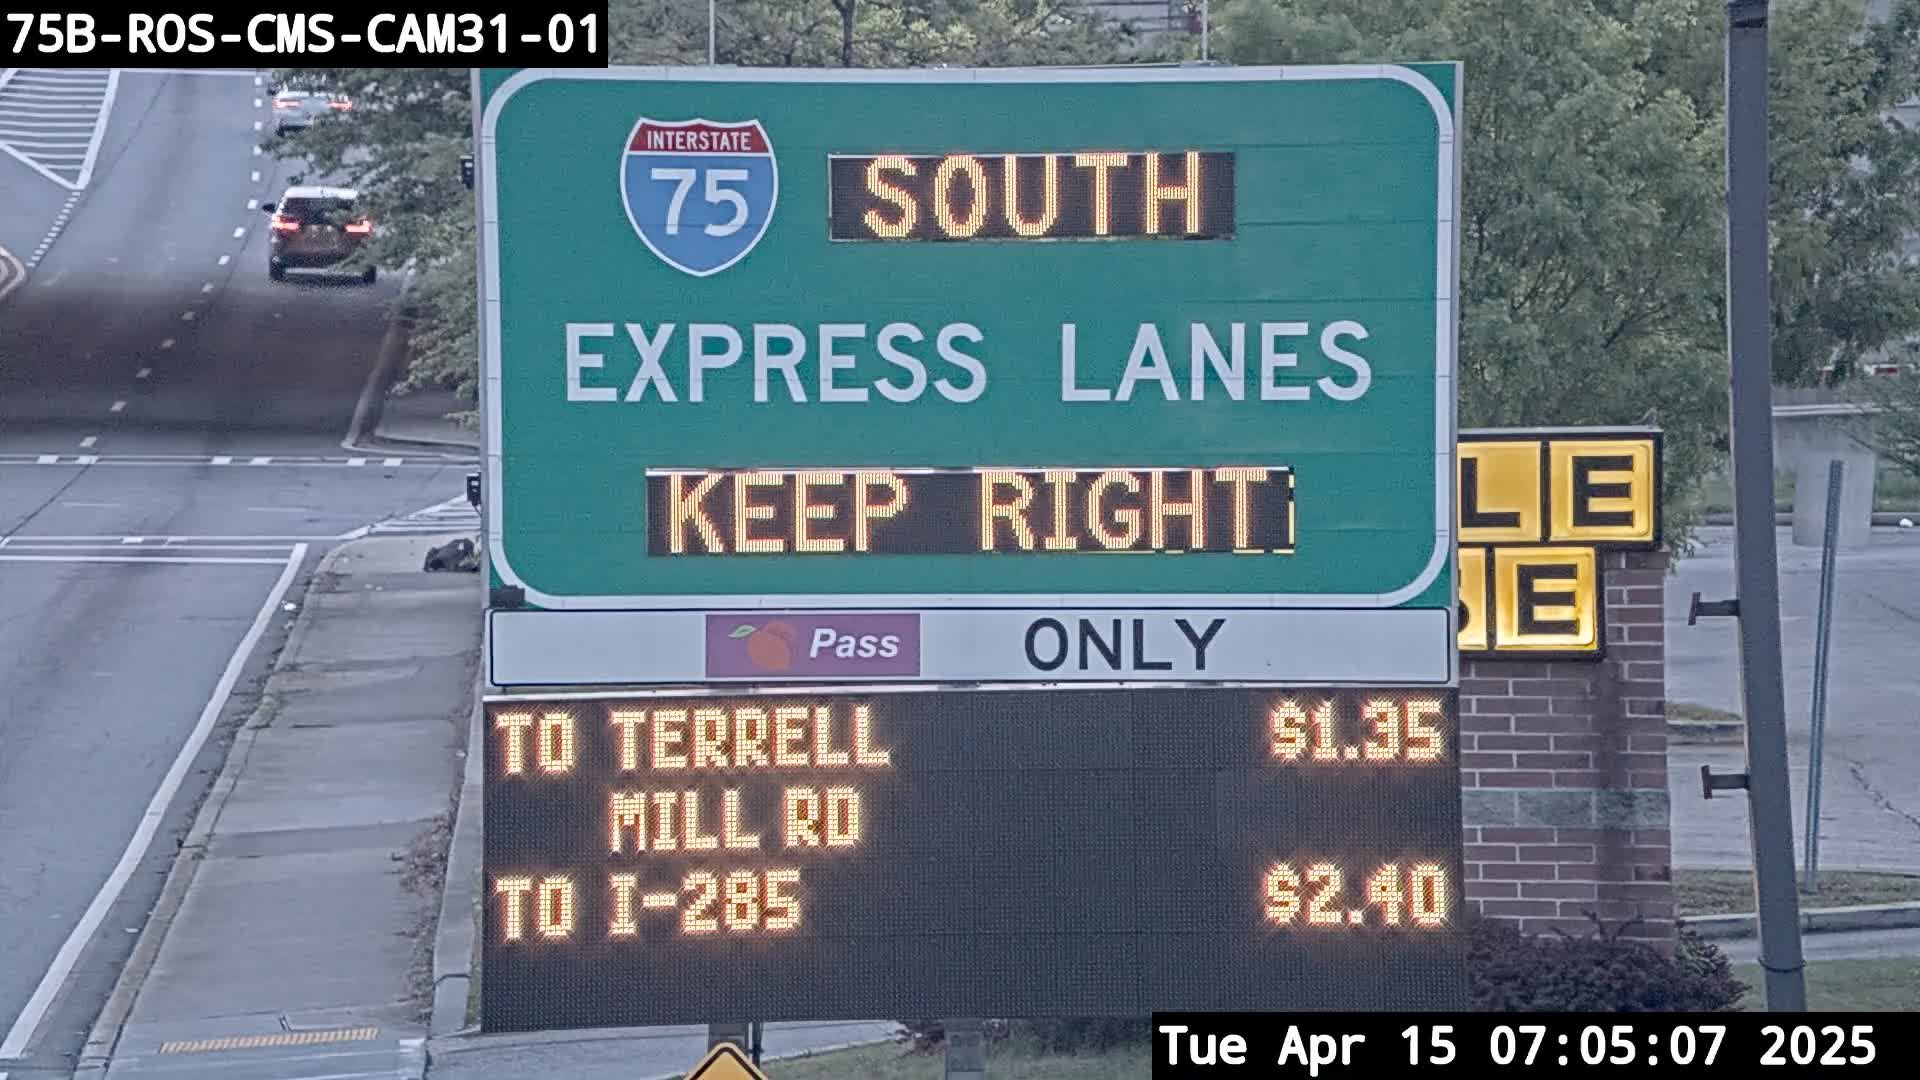 75B-ROS-CMS-CAM31-01
INTERSTATE
75
SOUTH
EXPRESS LANES
KEEP RIGHT
Pass ONLY
TO TERRELL $1.35
MILL RD
TO I-285 $2.40
LE
E
Tue Apr 15 07:05:07 2025